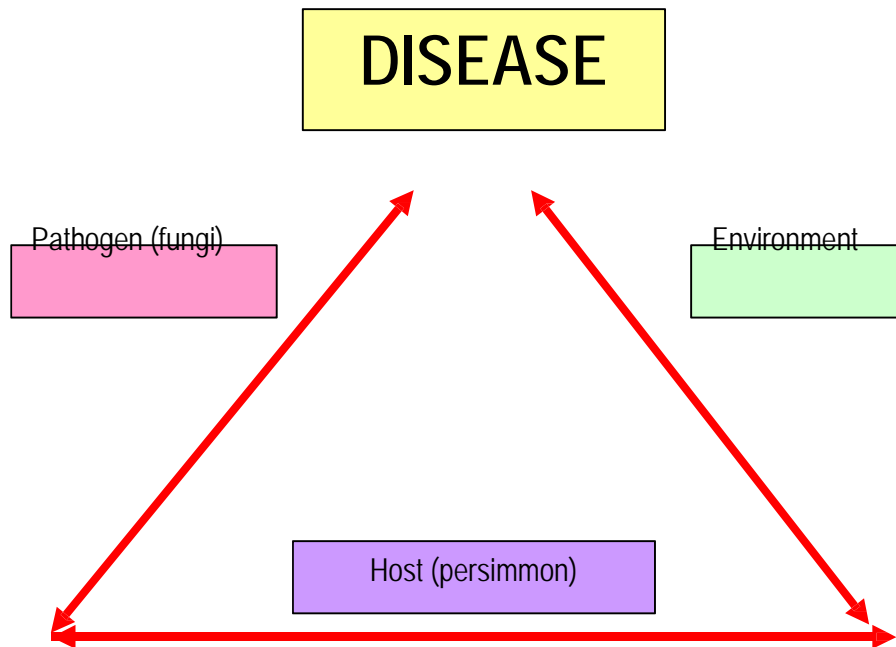 DISEASE
Pathogen (fungi)
Environment
Host (persimmon)